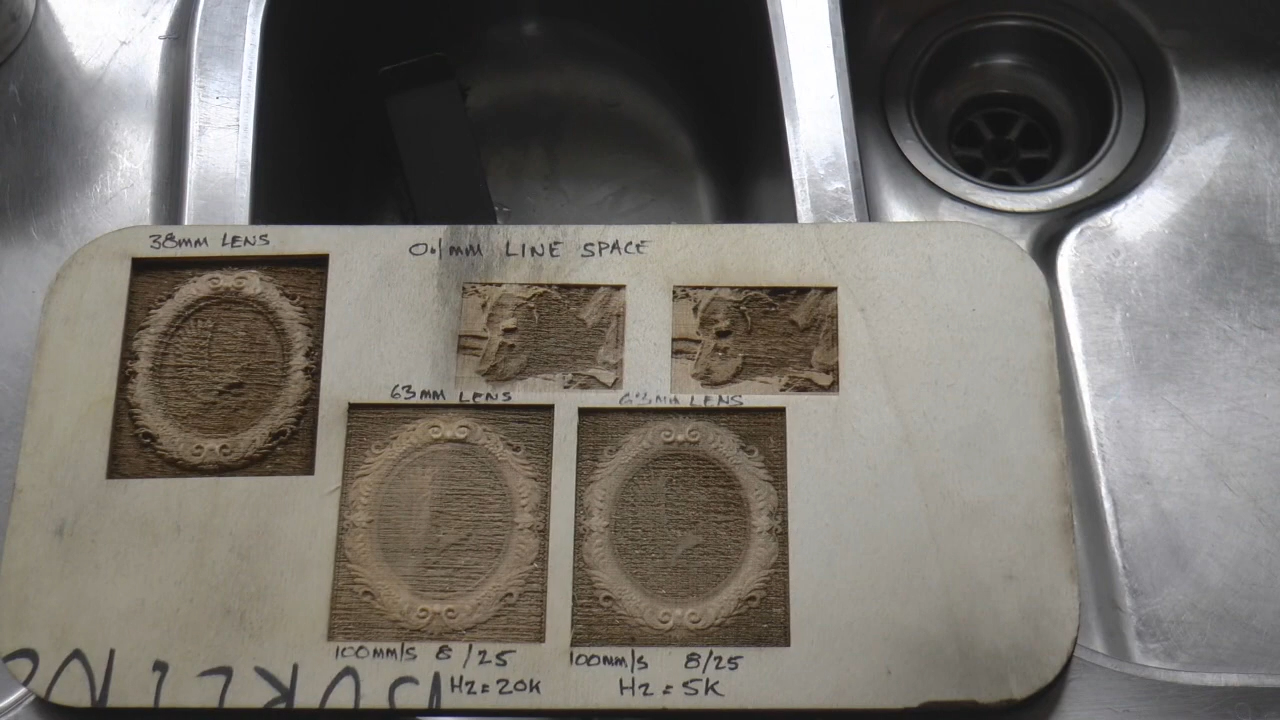 38MM LENS
0.1MM LINE SPACE
63MM LENS
63MM LENS
100MM/S 8/25
HZ = 20K
100MM/S 8/25
HZ = 5K